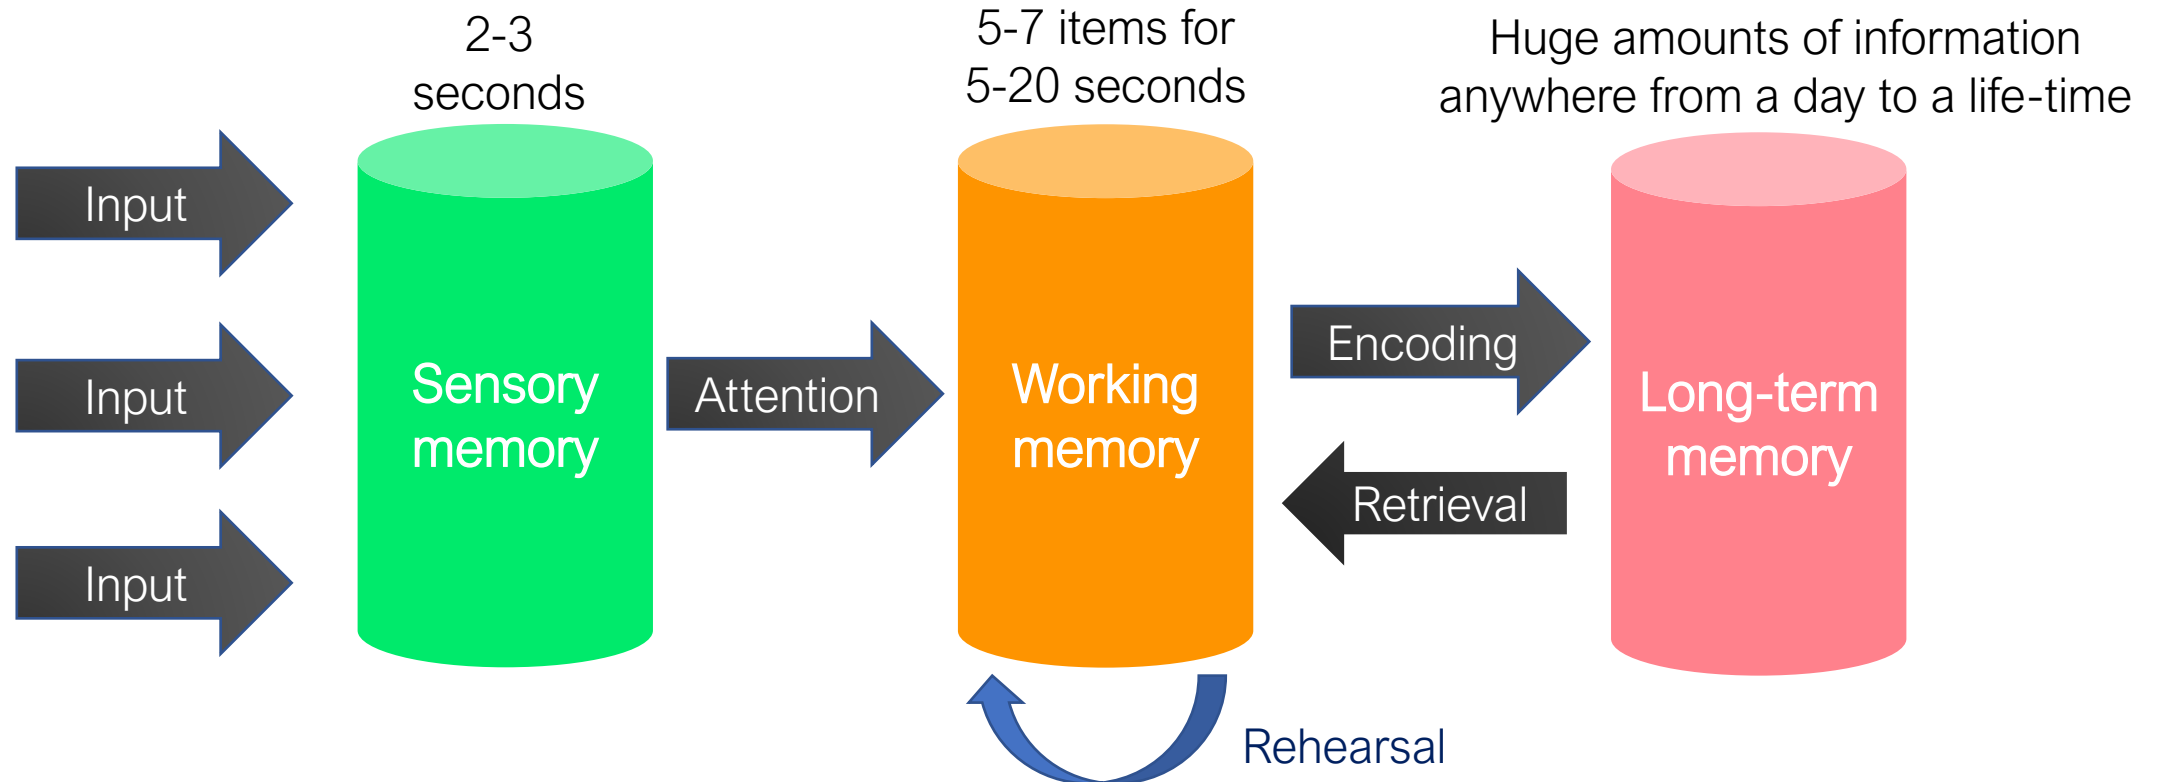 2-3
seconds
5-7 items for
5-20 seconds
Huge amounts of information
anywhere from a day to a life-time
Input
Input
Input
Sensory
memory
Attention
Working
memory
Encoding
Retrieval
Long-term
memory
Rehearsal